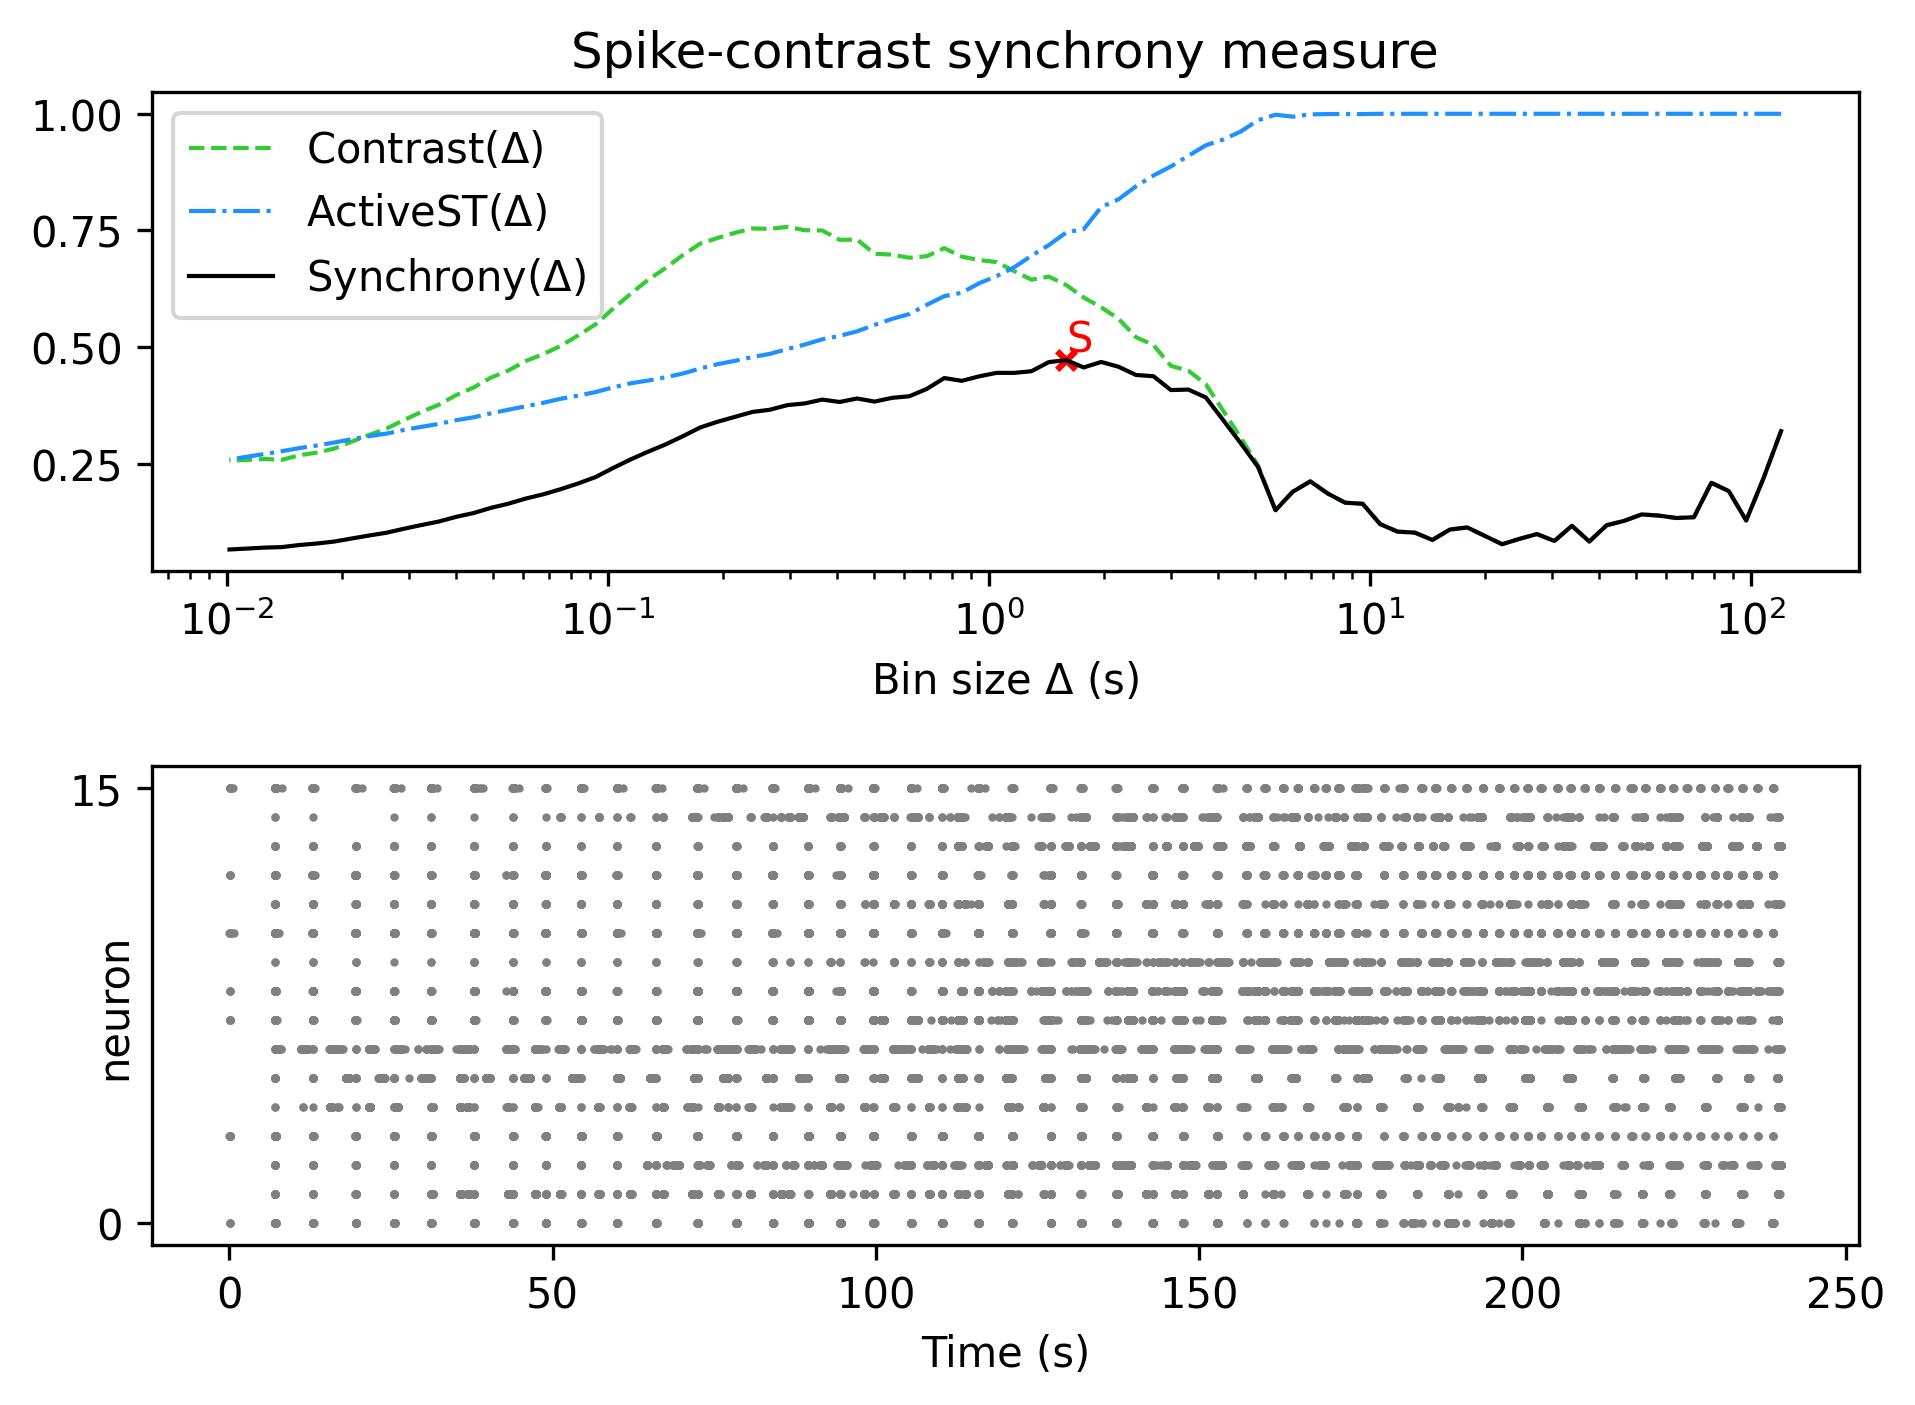 Spike-contrast synchrony measure
1.00
0.75
0.50
0.25
Contrast(Δ)
ActiveST(Δ)
Synchrony(Δ)
S
10⁻² 10⁻¹ 10⁰ 10¹ 10²
Bin size Δ (s)
15
0
neuron
0 50 100 150 200 250
Time (s)